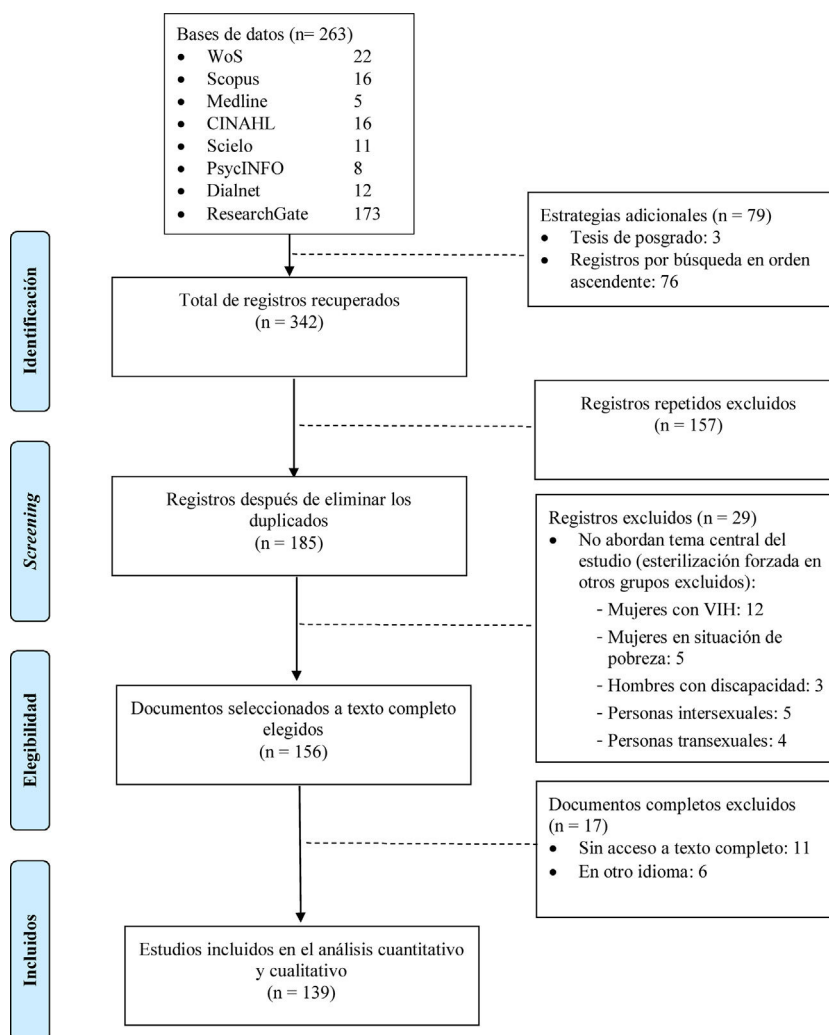 Bases de datos (n= 263)
• WoS 22
• Scopus 16
• Medline 5
• CINAHL 16
• Scielo 11
• PsycINFO 8
• Dialnet 12
• ResearchGate 173
Estrategias adicionales (n = 79)
• Tesis de posgrado: 3
• Registros por búsqueda en orden
ascendente: 76
Identificación
Total de registros recuperados
(n = 342)
Registros repetidos excluidos
(n = 157)
Screening
Registros después de eliminar los
duplicados
(n = 185)
Registros excluidos (n = 29)
• No abordan tema central del
estudio (esterilización forzada en
otros grupos excluidos):
- Mujeres con VIH: 12
- Mujeres en situación de
pobreza: 5
- Hombres con discapacidad: 3
- Personas intersexuales: 5
- Personas transexuales: 4
Elegibilidad
Documentos seleccionados a texto completo
elegidos
(n = 156)
Documentos completos excluidos
(n = 17)
• Sin acceso a texto completo: 11
• En otro idioma: 6
Incluidos
Estudios incluidos en el análisis cuantitativo
y cualitativo
(n = 139)